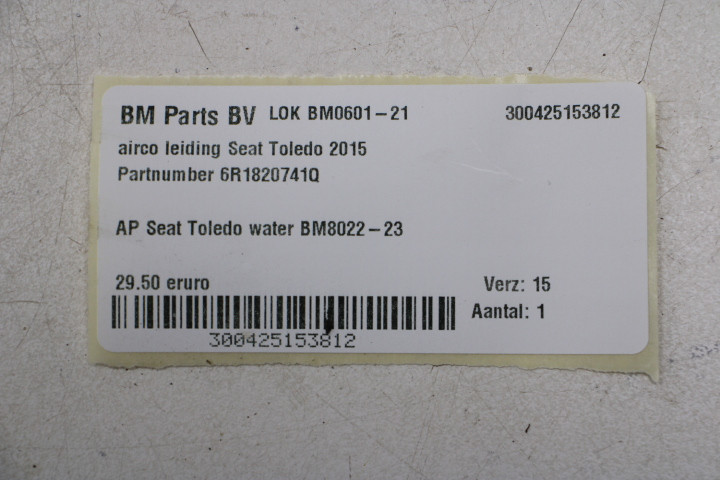 BM Parts BV LOK BM0601-21 300425153812
airco leiding Seat Toledo 2015
Partnumber 6R1820741Q
AP Seat Toledo water BM8022-23
29.50 eruro Verz: 15
Aantal: 1
300425153812